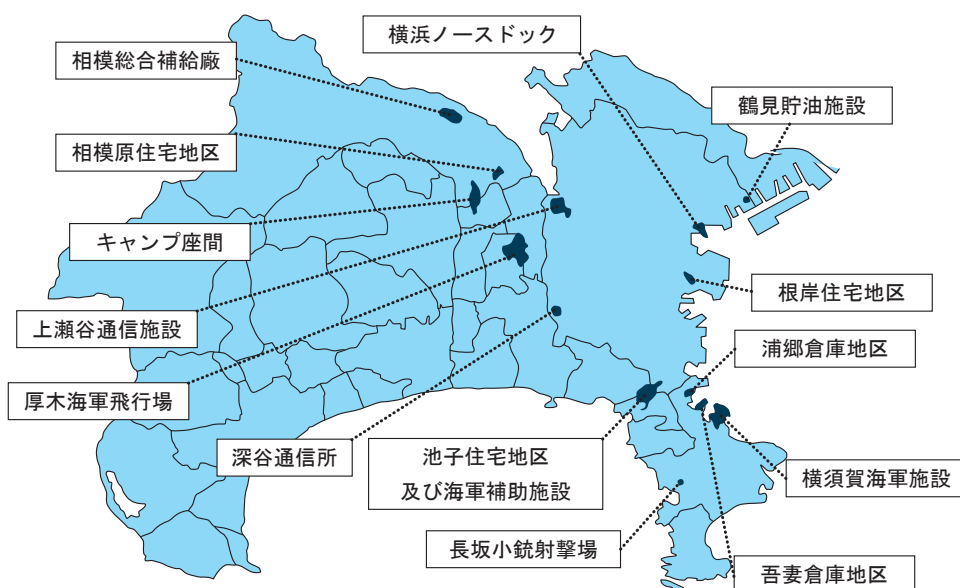 横浜ノースドック
相模総合補給廠
鶴見貯油施設
相模原住宅地区
キャンプ座間
根岸住宅地区
上瀬谷通信施設
浦郷倉庫地区
厚木海軍飛行場
深谷通信所
池子住宅地区
及び海軍補助施設
横須賀海軍施設
長坂小銃射撃場
吾妻倉庫地区